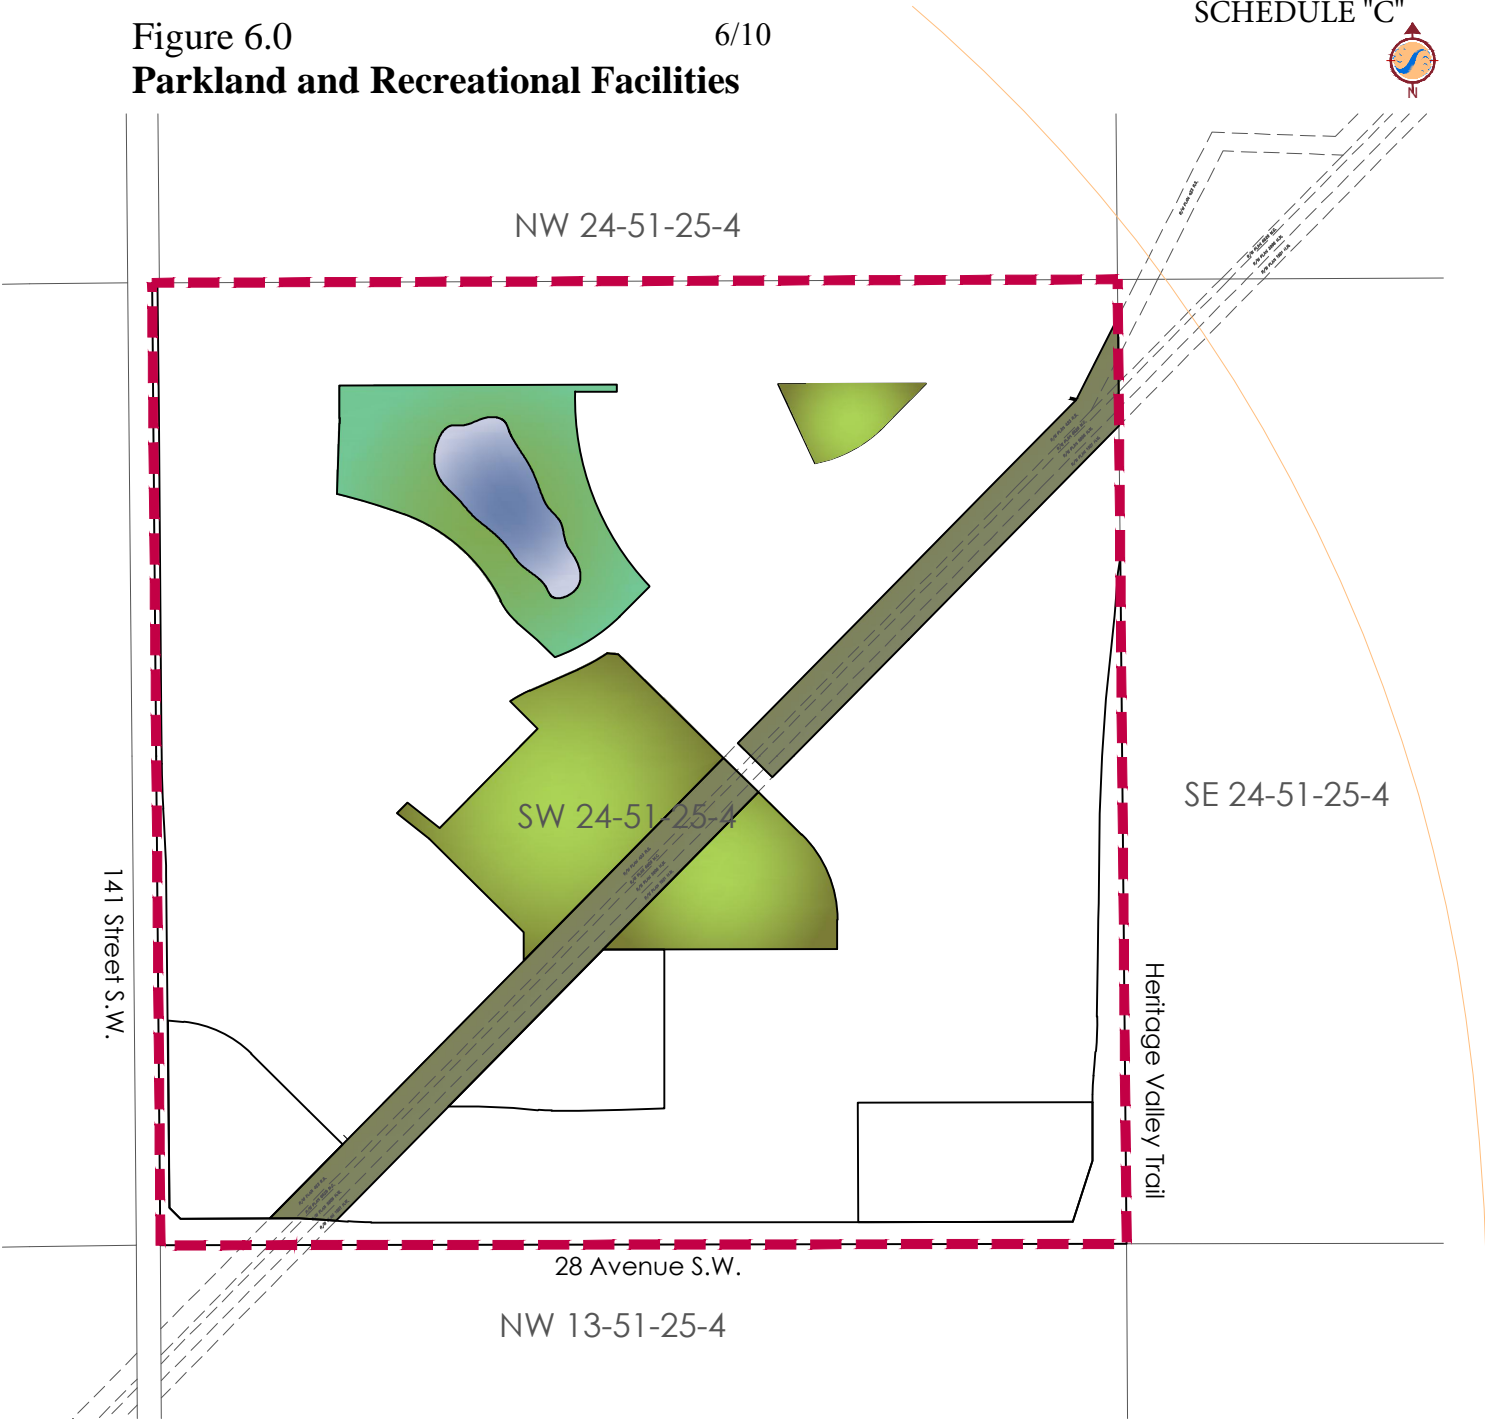 SCHEDULE "C"
Figure 6.0
6/10
Parkland and Recreational Facilities
N
NW 24-51-25-4
SW 24-51-25-4
SE 24-51-25-4
141 Street S.W.
Heritage Valley Trail
28 Avenue S.W.
NW 13-51-25-4